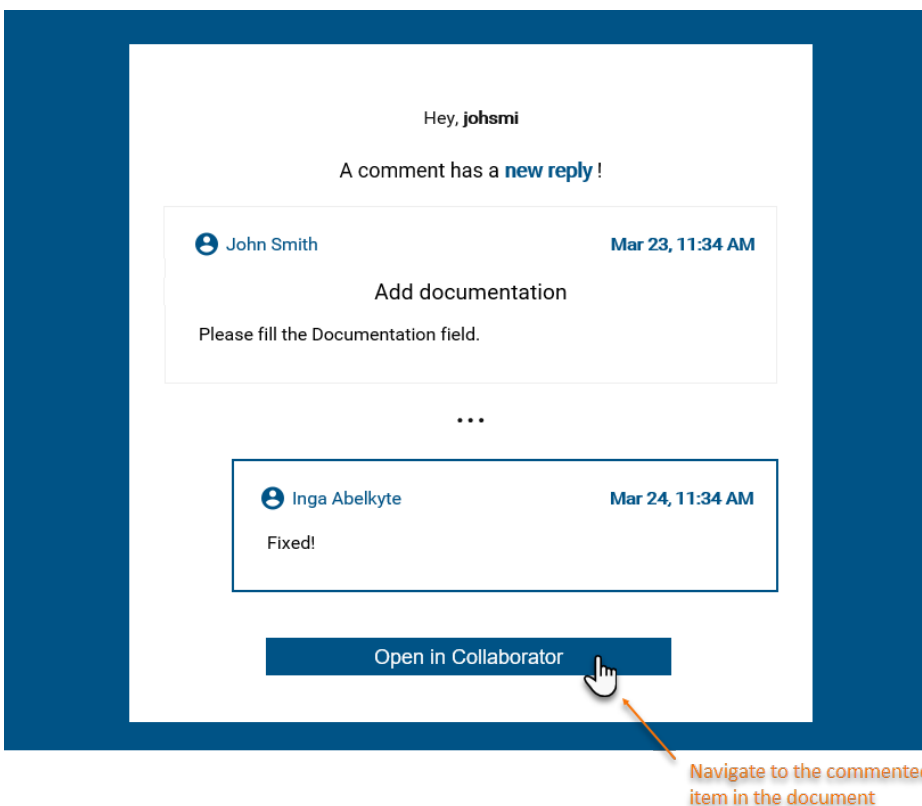 Hey, johsmi
A comment has a new reply !
John Smith
Mar 23, 11:34 AM
Add documentation
Please fill the Documentation field.
...
Inga Abelkyte
Mar 24, 11:34 AM
Fixed!
Open in Collaborator
Navigate to the commented
item in the document